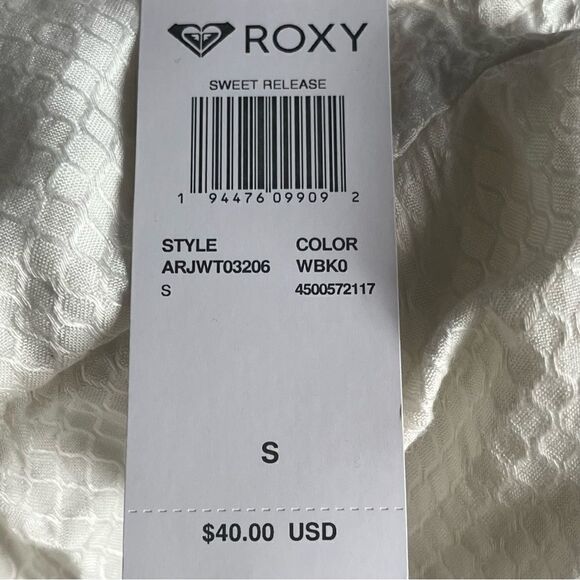 ROXY
SWEET RELEASE
1 94476 09909 2
STYLE COLOR
ARJWT03206 WBK0
S 4500572117
S
$40.00 USD